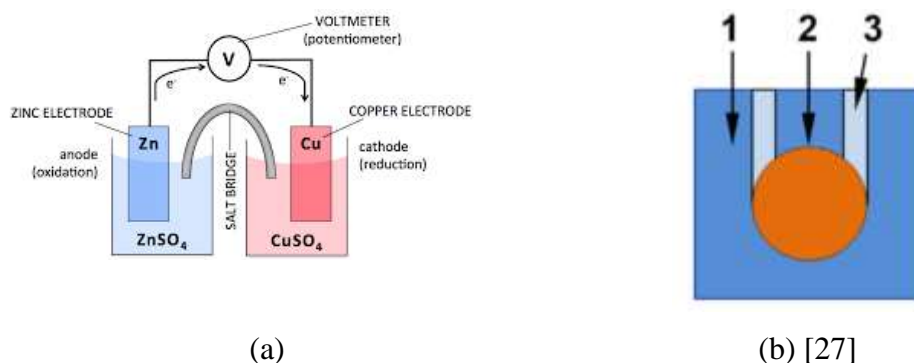 VOLTMETER
(potentiometer)
V
e-
e-
ZINC ELECTRODE
COPPER ELECTRODE
Zn
Cu
anode
(oxidation)
cathode
(reduction)
SALT BRIDGE
ZnSO₄
CuSO₄
(a)
1 2 3
(b) [27]